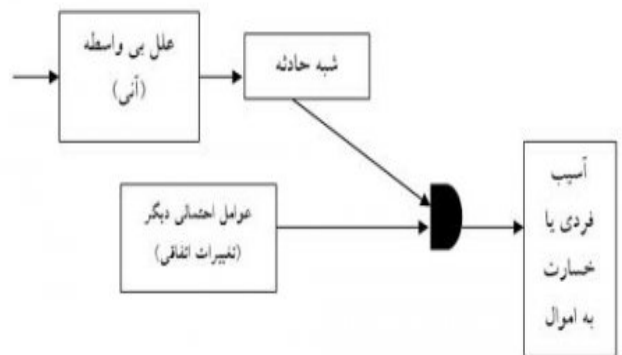 علل بی واسطه
(آنی)
شبه حادثه
عوامل احتمالی دیگر
(تغییرات اتفاقی)
آسیب
فردی یا
خسارت
به اموال